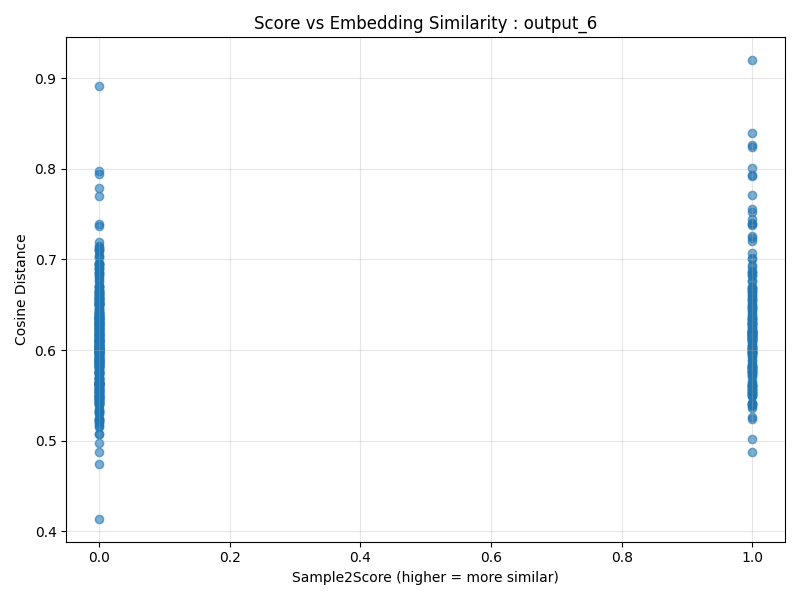 Score vs Embedding Similarity : output_6
Cosine Distance
0.9
0.8
0.7
0.6
0.5
0.4
0.0 0.2 0.4 0.6 0.8 1.0
Sample2Score (higher = more similar)